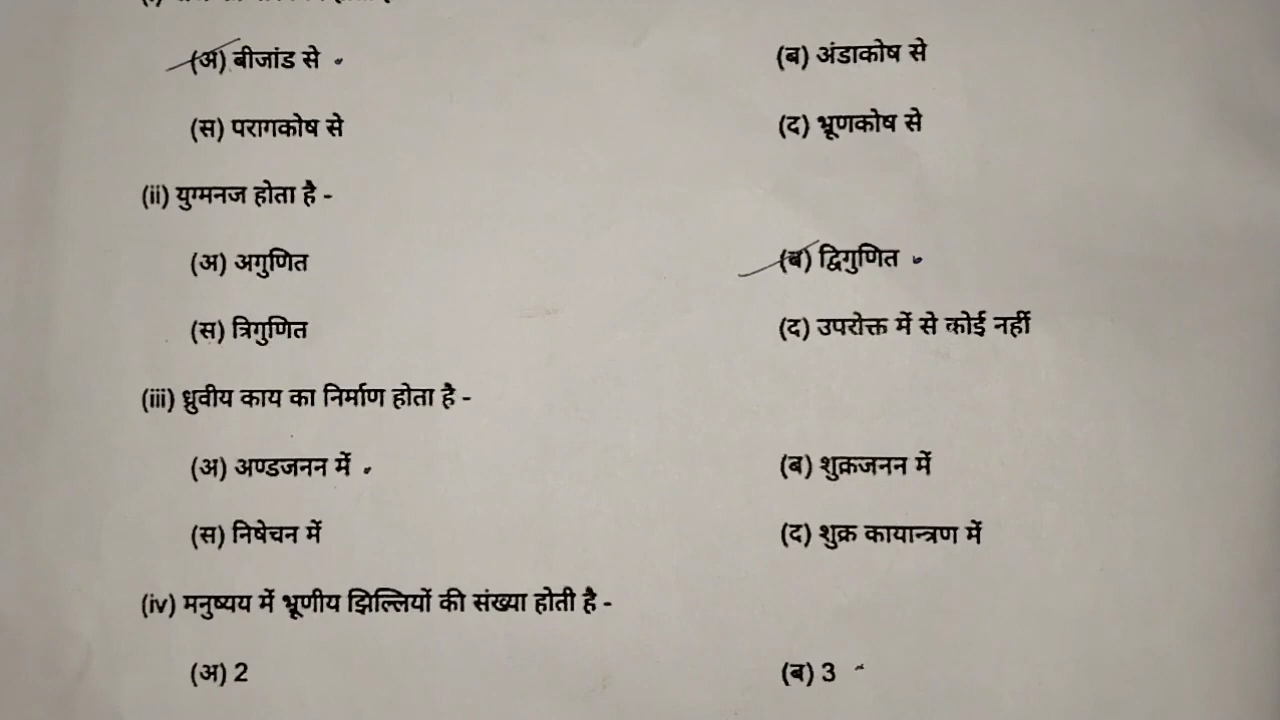 (अ) बीजांड से
(ब) अंडाकोष से
(स) परागकोष से
(द) भ्रूणकोष से
(ii) युग्मनज होता है -
(अ) अगुणित
(ब) द्विगुणित
(स) त्रिगुणित
(द) उपरोक्त में से कोई नहीं
(iii) ध्रुवीय काय का निर्माण होता है -
(अ) अण्डजनन में
(ब) शुक्रजनन में
(स) निषेचन में
(द) शुक्र कायान्त्रण में
(iv) मनुष्यय में भ्रूणीय झिल्लियों की संख्या होती है -
(अ) 2
(ब) 3